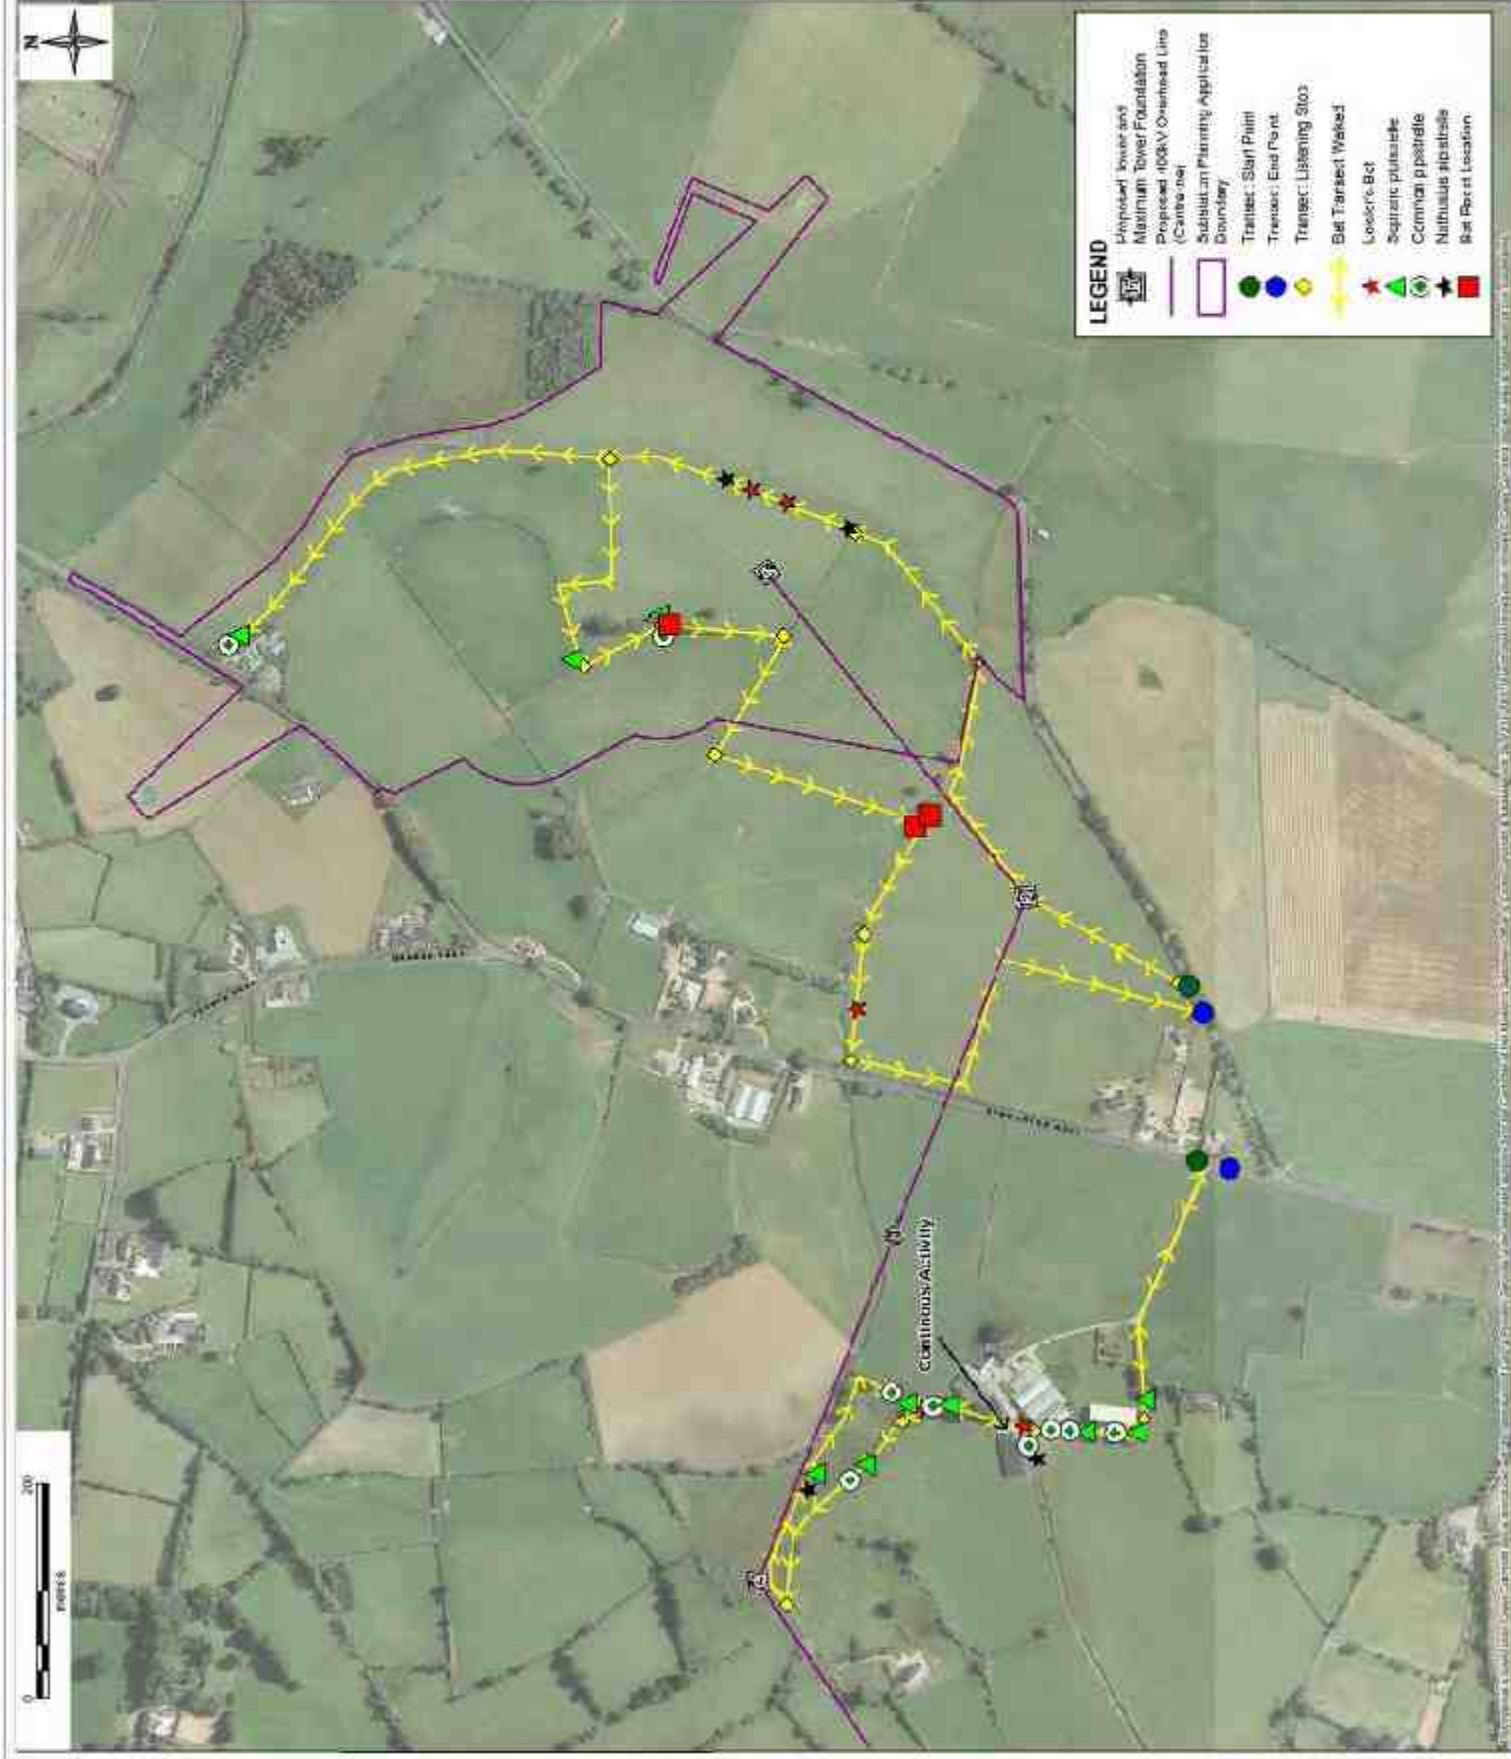 N
0
200
METRES
Continuous Activity
LEGEND
Proposed Tower and
Maximum Tower Foundation
Proposed 400kV Overhead Line
(Centreline)
Substation Planning Application
Boundary
Transect Start Point
Transect End Point
Transect Listening Stop
Bat Transect Walked
Leisler's Bat
Soprano pipistrelle
Common pipistrelle
Nathusius pipistrelle
Bat Roost Location